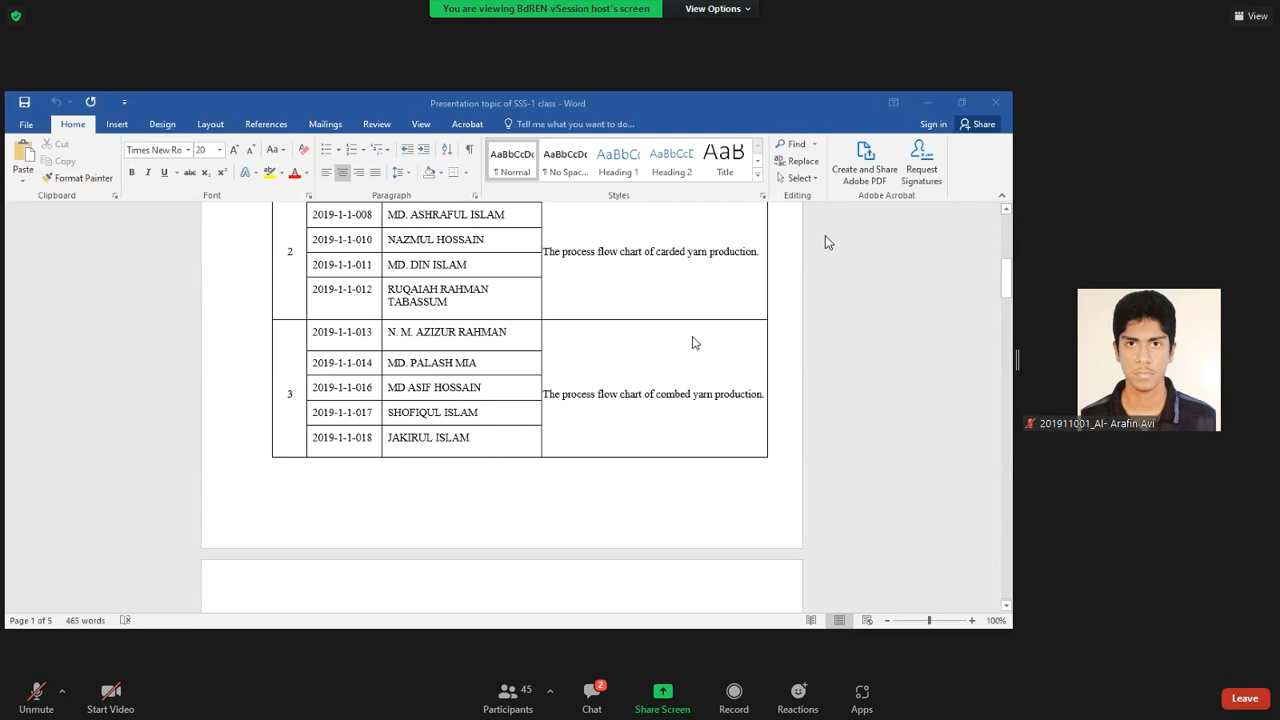 You are viewing BdREN vSession host's screen
View Options
View
Presentation topic of SSS-1 class - Word
File Home Insert Design Layout References Mailings Review View Acrobat Tell me what you want to do... Sign in Share
Paste
Cut
Copy
Format Painter
Clipboard
Times New Ro 20
Font
Paragraph
AaBbCcDc AaBbCcDc AaBbCc AaBbCcD AaB
¶ Normal ¶ No Spac... Heading 1 Heading 2 Title
Styles
Find
Replace
Select
Editing
Create and Share Adobe PDF
Request Signatures
Adobe Acrobat
2
2019-1-1-008 MD. ASHRAFUL ISLAM
2019-1-1-010 NAZMUL HOSSAIN
2019-1-1-011 MD. DIN ISLAM
2019-1-1-012 RUQAIAH RAHMAN
TABASSUM
The process flow chart of carded yarn production.
3
2019-1-1-013 N. M. AZIZUR RAHMAN
2019-1-1-014 MD. PALASH MIA
2019-1-1-016 MD ASIF HOSSAIN
2019-1-1-017 SHOFIQUL ISLAM
2019-1-1-018 JAKIRUL ISLAM
The process flow chart of combed yarn production.
201911001_Al- Arafin Avi
Page 1 of 5 465 words 100%
Unmute Start Video Participants 45 Chat 2 Share Screen Record Reactions Apps Leave